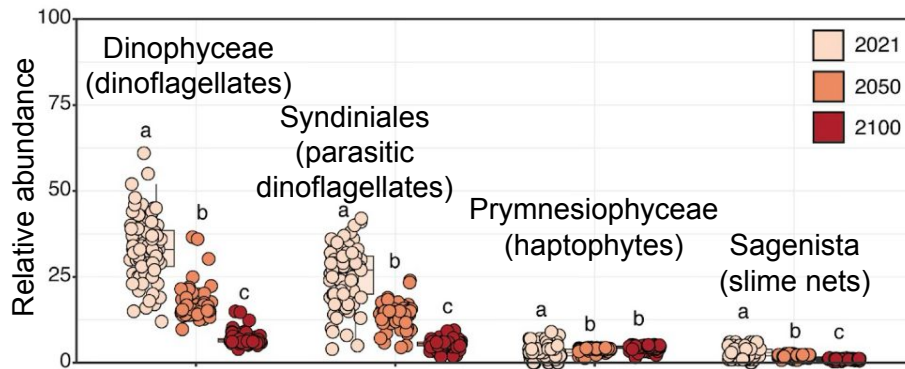 100
Dinophyceae
(dinoflagellates)
2021
2050
2100
75
Syndiniales
(parasitic
dinoflagellates)
a
b
50
a
Prymnesiophyceae
(haptophytes)
Sagenista
(slime nets)
b
c
25
c
a
b
b
a
b
c
0
Relative abundance